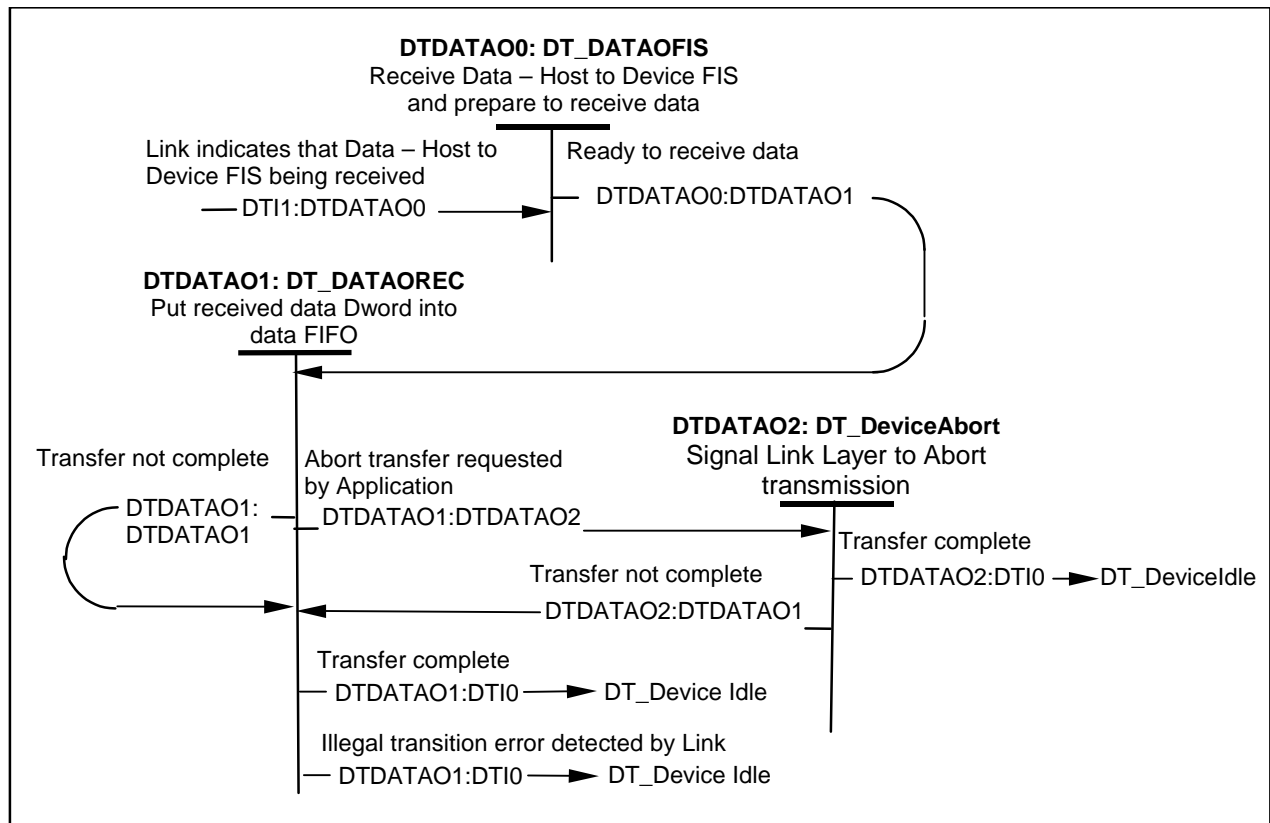 DTDATAO0: DT_DATAOFIS
Receive Data – Host to Device FIS
and prepare to receive data
Link indicates that Data – Host to
Device FIS being received
DTI1:DTDATAO0
Ready to receive data
DTDATAO0:DTDATAO1
DTDATAO1: DT_DATAOREC
Put received data Dword into
data FIFO
DTDATAO2: DT_DeviceAbort
Signal Link Layer to Abort
transmission
Transfer not complete
DTDATAO1:
DTDATAO1
Abort transfer requested
by Application
DTDATAO1:DTDATAO2
Transfer complete
DTDATAO2:DTI0
DT_DeviceIdle
Transfer not complete
DTDATAO2:DTDATAO1
Transfer complete
DTDATAO1:DTI0
DT_Device Idle
Illegal transition error detected by Link
DTDATAO1:DTI0
DT_Device Idle